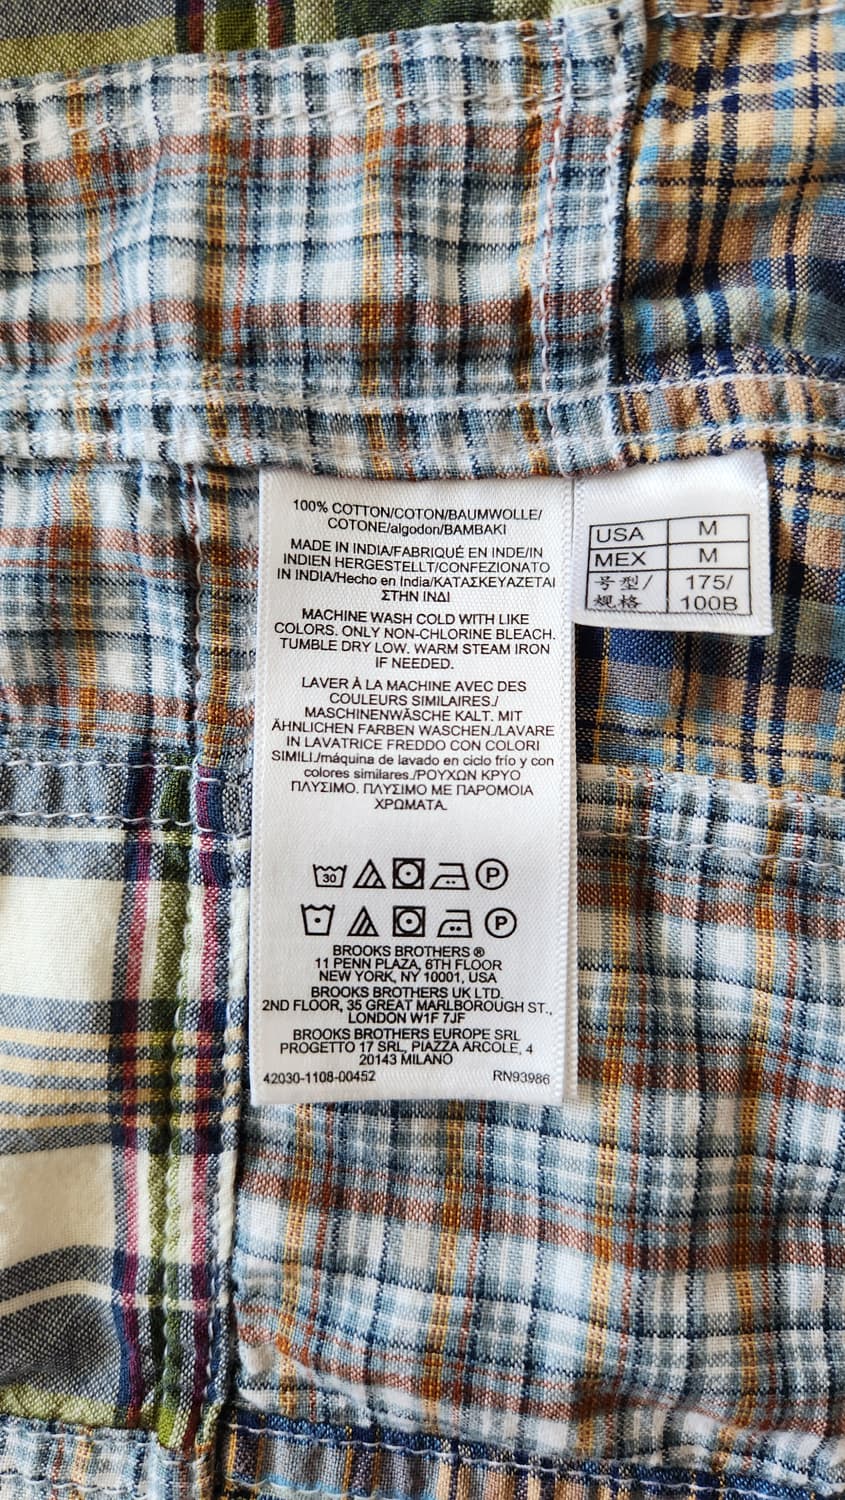 100% COTTON/COTON/BAUMWOLLE/
COTONE/algodon/BAMBAKI
MADE IN INDIA/FABRIQUÉ EN INDE/IN
INDIEN HERGESTELLT/CONFEZIONATO
IN INDIA/Hecho en India/ΚΑΤΑΣΚΕΥΑΖΕΤΑΙ
ΣΤΗΝ ΙΝΔΙ
MACHINE WASH COLD WITH LIKE
COLORS. ONLY NON-CHLORINE BLEACH.
TUMBLE DRY LOW. WARM STEAM IRON
IF NEEDED.
LAVER À LA MACHINE AVEC DES
COULEURS SIMILAIRES./
MASCHINENWÄSCHE KALT. MIT
ÄHNLICHEN FARBEN WASCHEN./LAVARE
IN LAVATRICE FREDDO CON COLORI
SIMILI./máquina de lavado en ciclo frío y con
colores similares./ΡΟΥΧΩΝ ΚΡΥΟ
ΠΛΥΣΙΜΟ. ΠΛΥΣΙΜΟ ΜΕ ΠΑΡΟΜΟΙΑ
ΧΡΩΜΑΤΑ.
30 P
P
BROOKS BROTHERS ®
11 PENN PLAZA, 6TH FLOOR
NEW YORK, NY 10001, USA
BROOKS BROTHERS UK LTD.
2ND FLOOR, 35 GREAT MARLBOROUGH ST.,
LONDON W1F 7JF
BROOKS BROTHERS EUROPE SRL
PROGETTO 17 SRL, PIAZZA ARCOLE, 4
20143 MILANO
42030-1108-00452 RN93986
USA M
MEX M
号型/ 175/
规格 100B